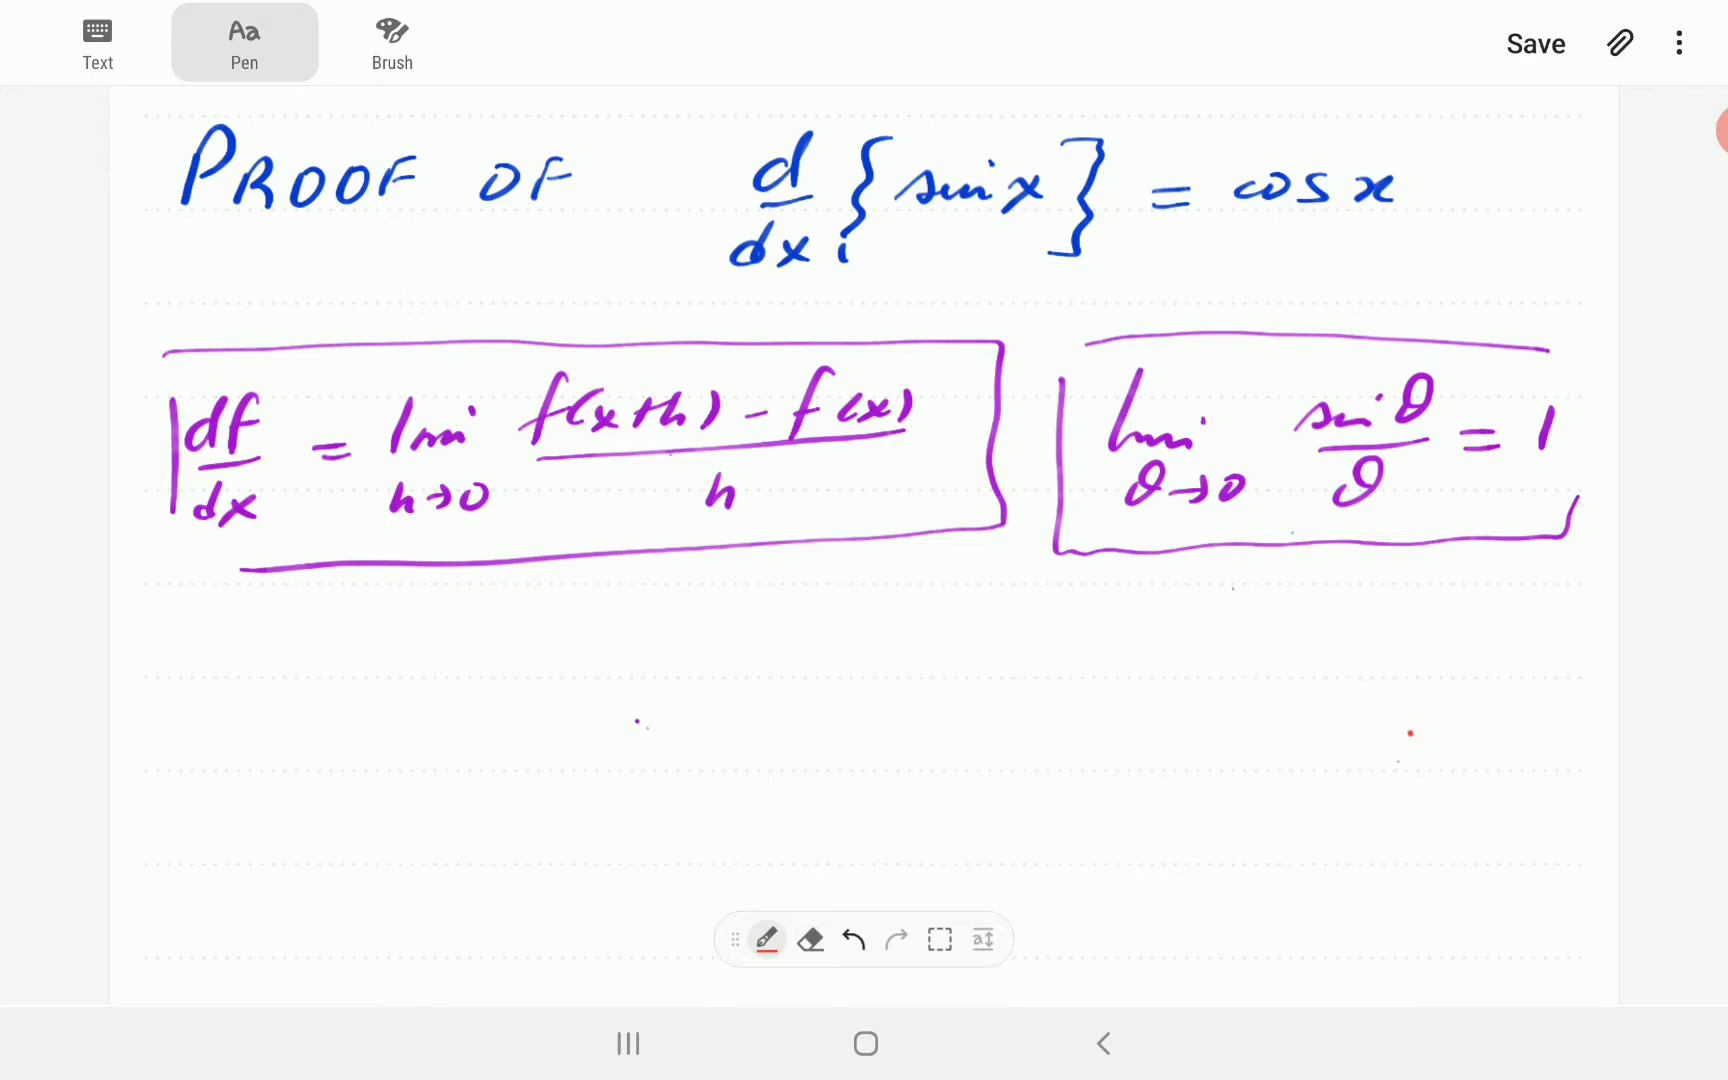 Text Pen Brush Save
PROOF OF d/dx {sin x} = cos x
df/dx = lim h→0 f(x+h) - f(x) / h
lim θ→0 sin θ / θ = 1